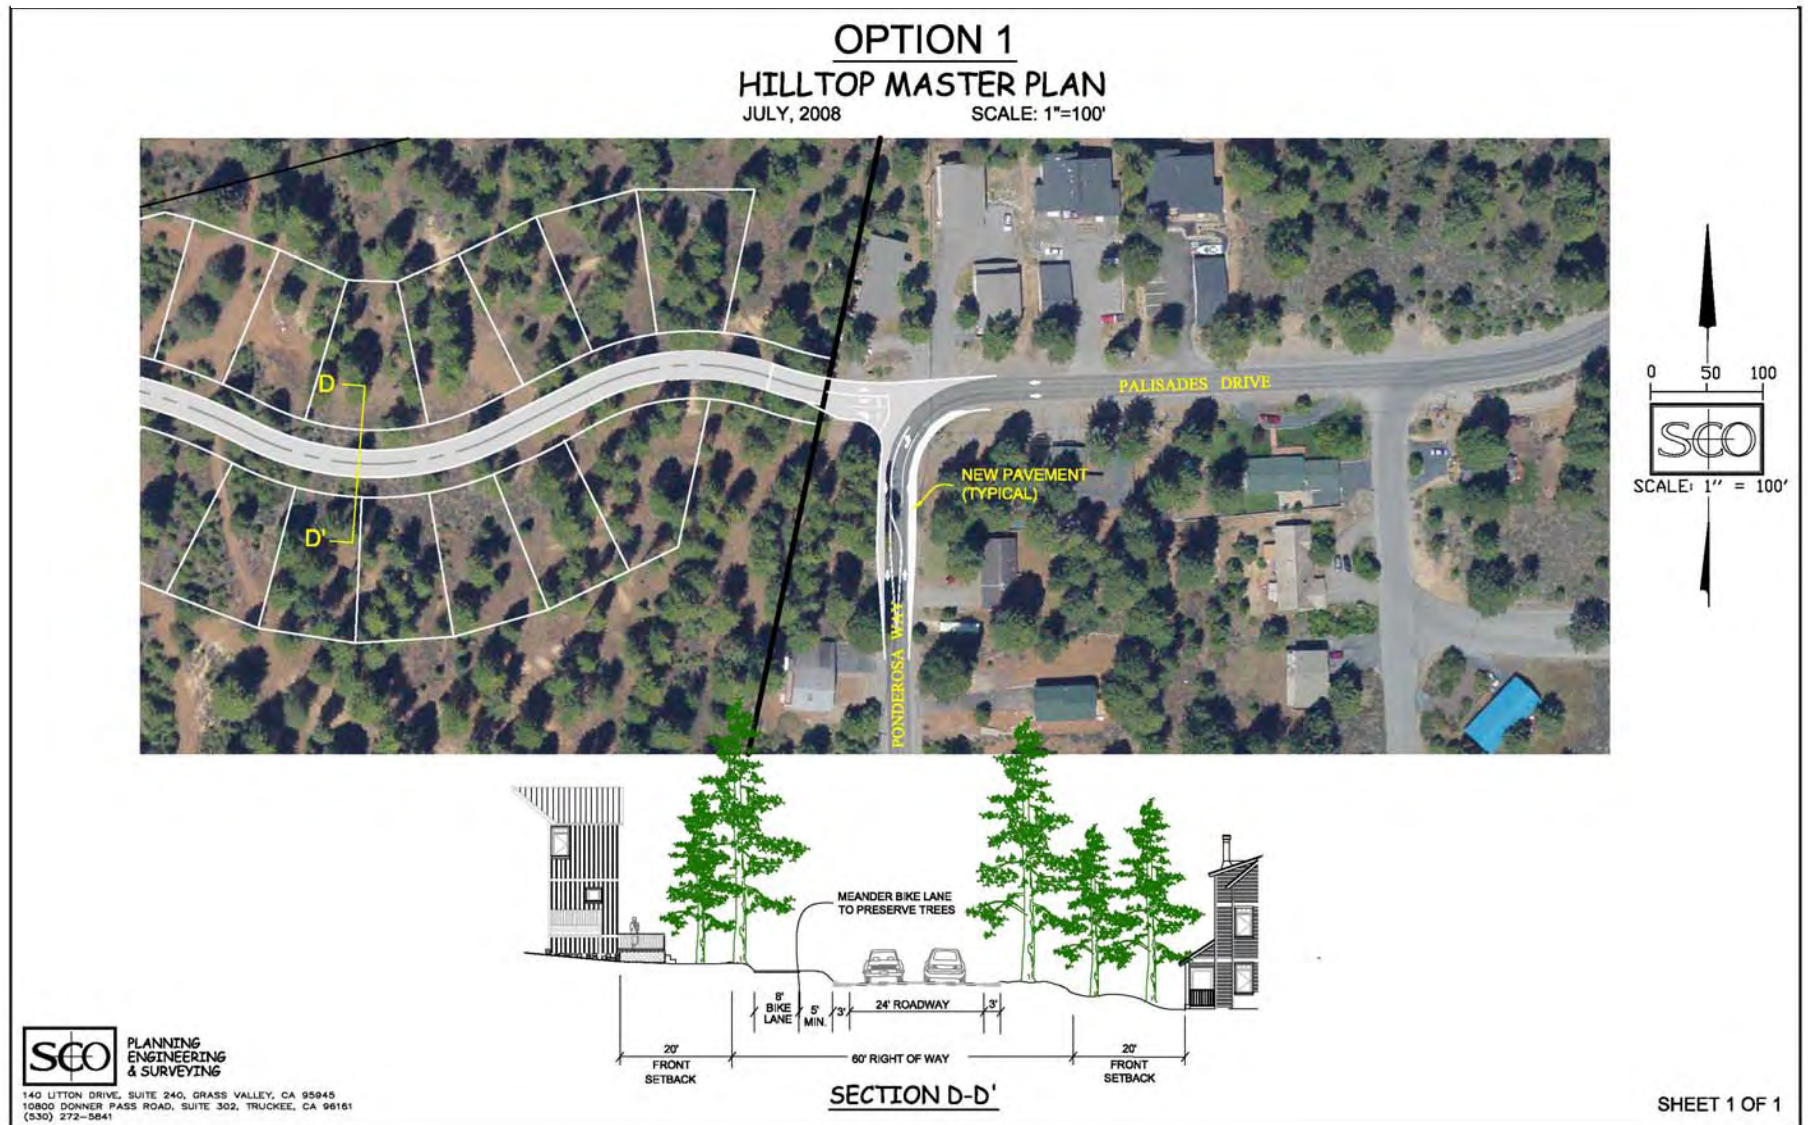 OPTION 1
HILLTOP MASTER PLAN
JULY, 2008 SCALE: 1"=100'
D
D'
PALISADES DRIVE
NEW PAVEMENT
(TYPICAL)
PONDEROSA WAY
0 50 100
SCO
SCALE: 1'' = 100'
MEANDER BIKE LANE
TO PRESERVE TREES
8'
BIKE
LANE
5'
MIN.
3'
24' ROADWAY
3'
20'
FRONT
SETBACK
60' RIGHT OF WAY
20'
FRONT
SETBACK
SECTION D-D'
SCO
PLANNING
ENGINEERING
& SURVEYING
140 LITTON DRIVE, SUITE 240, GRASS VALLEY, CA 95945
10800 DONNER PASS ROAD, SUITE 302, TRUCKEE, CA 96161
(530) 272-5841
SHEET 1 OF 1